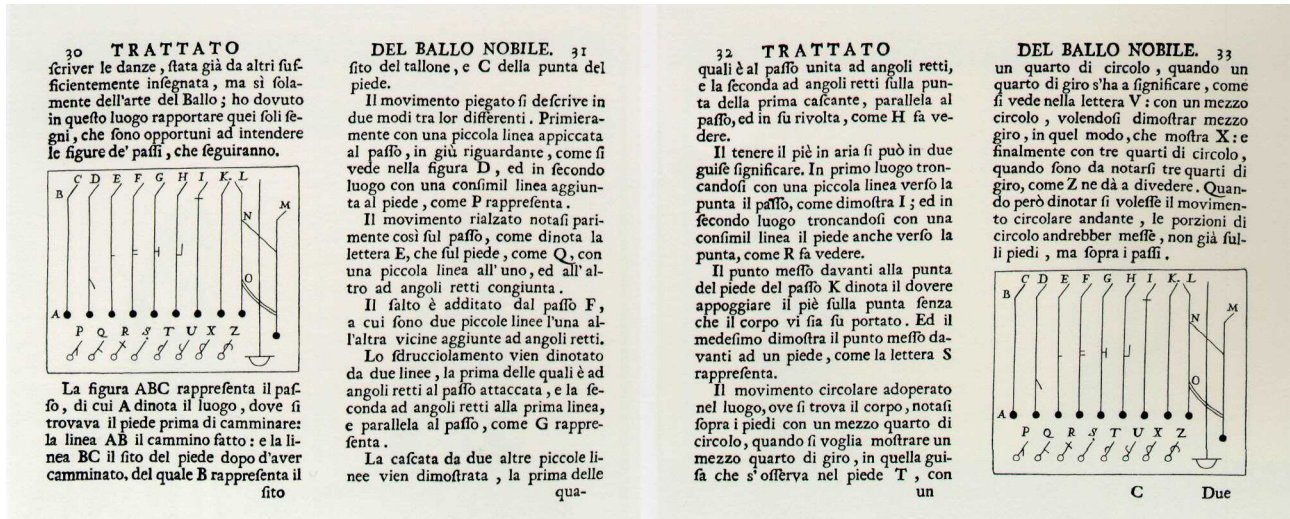 30 TRATTATO
ſcriver le danze, ſtata già da altri ſuf-
ficientemente inſegnata, ma sì ſola-
mente dell'arte del Ballo; ho dovuto
in queſto luogo rapportare quei ſoli ſe-
gni, che ſono opportuni ad intendere
le figure de' paſſi, che ſeguiranno.
C D E F G H I K. L
B
N M
O
A
P Q R S T U X Z
La figura ABC rappreſenta il paſ-
ſo, di cui A dinota il luogo, dove ſi
trovava il piede prima di camminare:
la linea AB il cammino fatto: e la li-
nea BC il ſito del piede dopo d'aver
camminato, del quale B rappreſenta il
ſito
DEL BALLO NOBILE. 31
ſito del tallone, e C della punta del
piede.
Il movimento piegato ſi deſcrive in
due modi tra lor differenti. Primiera-
mente con una piccola linea appiccata
al paſſo, in giù riguardante, come ſi
vede nella figura D, ed in ſecondo
luogo con una conſimil linea aggiun-
ta al piede, come P rappreſenta.
Il movimento rialzato notaſi pari-
mente così ſul paſſo, come dinota la
lettera E, che ſul piede, come Q, con
una piccola linea all'uno, ed all'al-
tro ad angoli retti congiunta.
Il ſalto è additato dal paſſo F,
a cui ſono due piccole linee l'una al-
l'altra vicine aggiunte ad angoli retti.
Lo ſdrucciolamento vien dinotato
da due linee, la prima delle quali è ad
angoli retti al paſſo attaccata, e la ſe-
conda ad angoli retti alla prima linea,
e parallela al paſſo, come G rappre-
ſenta.
La caſcata da due altre piccole li-
nee vien dimoſtrata, la prima delle
qua-
32 TRATTATO
quali è al paſſo unita ad angoli retti,
e la ſeconda ad angoli retti ſulla pun-
ta della prima caſcante, parallela al
paſſo, ed in ſu rivolta, come H fa ve-
dere.
Il tenere il piè in aria ſi può in due
guiſe ſignificare. In primo luogo tron-
candoſi con una piccola linea verſo la
punta il paſſo, come dimoſtra I; ed in
ſecondo luogo troncandoſi con una
conſimil linea il piede anche verſo la
punta, come R fa vedere.
Il punto meſſo davanti alla punta
del piede del paſſo K dinota il dovere
appoggiare il piè ſulla punta ſenza
che il corpo vi ſia ſu portato. Ed il
medeſimo dimoſtra il punto meſſo da-
vanti ad un piede, come la lettera S
rappreſenta.
Il movimento circolare adoperato
nel luogo, ove ſi trova il corpo, notaſi
ſopra i piedi con un mezzo quarto di
circolo, quando ſi voglia moſtrare un
mezzo quarto di giro, in quella gui-
ſa che s'oſſerva nel piede T, con
un
DEL BALLO NOBILE. 33
un quarto di circolo, quando un
quarto di giro s'ha a ſignificare, come
ſi vede nella lettera V: con un mezzo
circolo, volendoſi dimoſtrar mezzo
giro, in quel modo, che moſtra X: e
finalmente con tre quarti di circolo,
quando ſono da notarſi tre quarti di
giro, come Z ne dà a divedere. Quan-
do però dinotar ſi voleſſe il movimen-
to circolare andante, le porzioni di
circolo andrebber meſſe, non già ſul-
li piedi, ma ſopra i paſſi.
C D E F G H I K. L
B
N M
O
A
P Q R S T U X Z
C Due